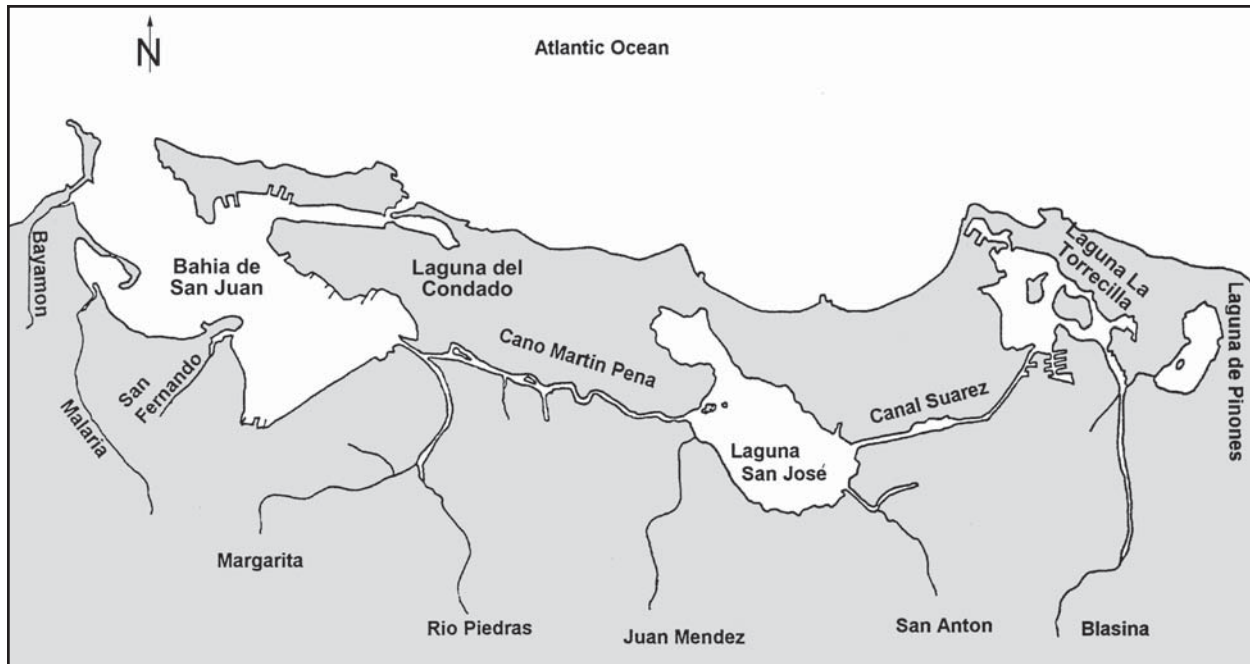 N
Atlantic Ocean
Bayamon
Bahia de
San Juan
Laguna del
Condado
Laguna La
Torrecilla
Laguna de Pinones
Cano Martin Pena
San
Fernando
Malaria
Canal Suarez
Laguna
San José
Margarita
Rio Piedras
Juan Mendez
San Anton
Blasina